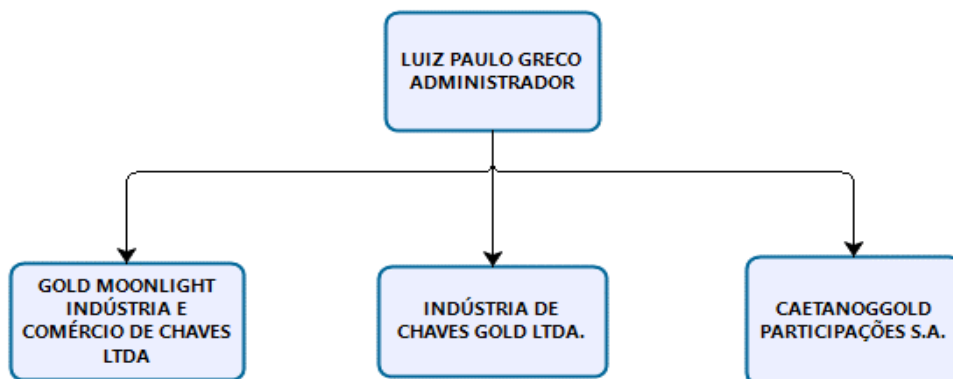 LUIZ PAULO GRECO
ADMINISTRADOR
GOLD MOONLIGHT
INDÚSTRIA E
COMÉRCIO DE CHAVES
LTDA
INDÚSTRIA DE
CHAVES GOLD LTDA.
CAETANOGGOLD
PARTICIPAÇÕES S.A.